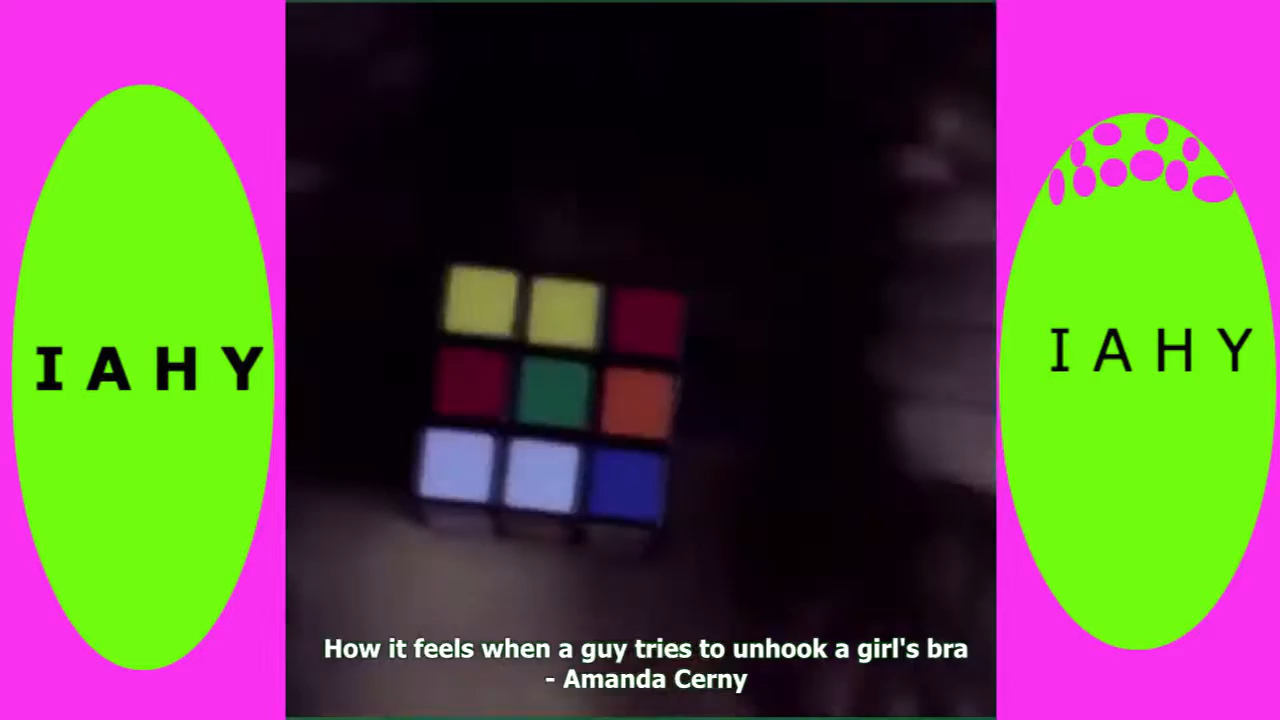 I A H Y
I A H Y
How it feels when a guy tries to unhook a girl's bra
- Amanda Cerny